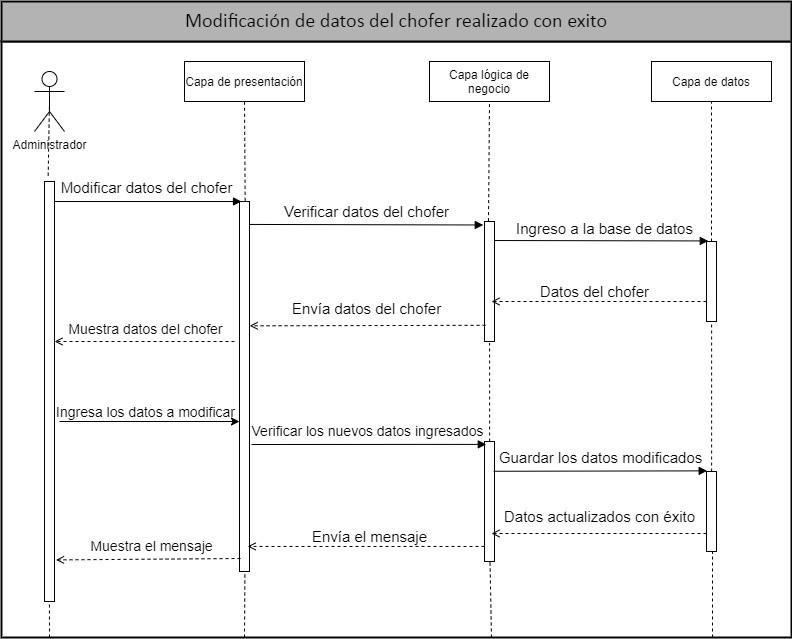 Modificación de datos del chofer realizado con exito
Capa de presentación
Capa lógica de
negocio
Capa de datos
Administrador
Modificar datos del chofer
Verificar datos del chofer
Ingreso a la base de datos
Datos del chofer
Envía datos del chofer
Muestra datos del chofer
Ingresa los datos a modificar
Verificar los nuevos datos ingresados
Guardar los datos modificados
Datos actualizados con éxito
Envía el mensaje
Muestra el mensaje